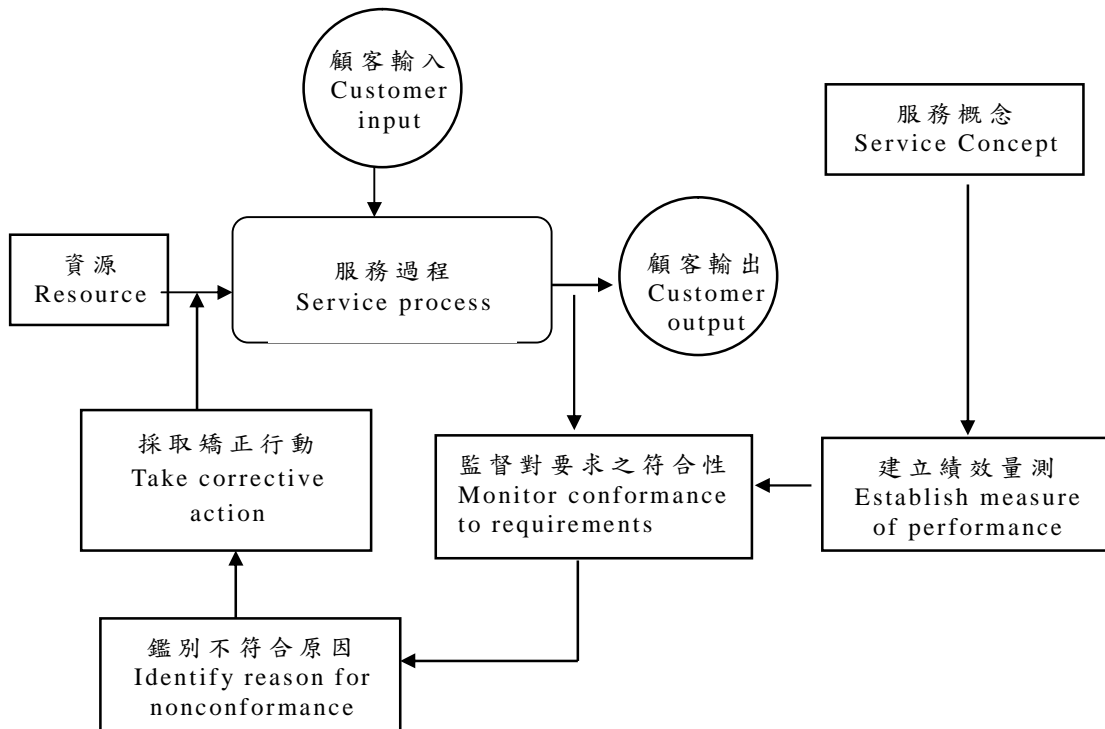 顧客輸入
Customer
input
服務概念
Service Concept
資源
Resource
服務過程
Service process
顧客輸出
Customer
output
採取矯正行動
Take corrective
action
監督對要求之符合性
Monitor conformance
to requirements
建立績效量測
Establish measure
of performance
鑑別不符合原因
Identify reason for
nonconformance